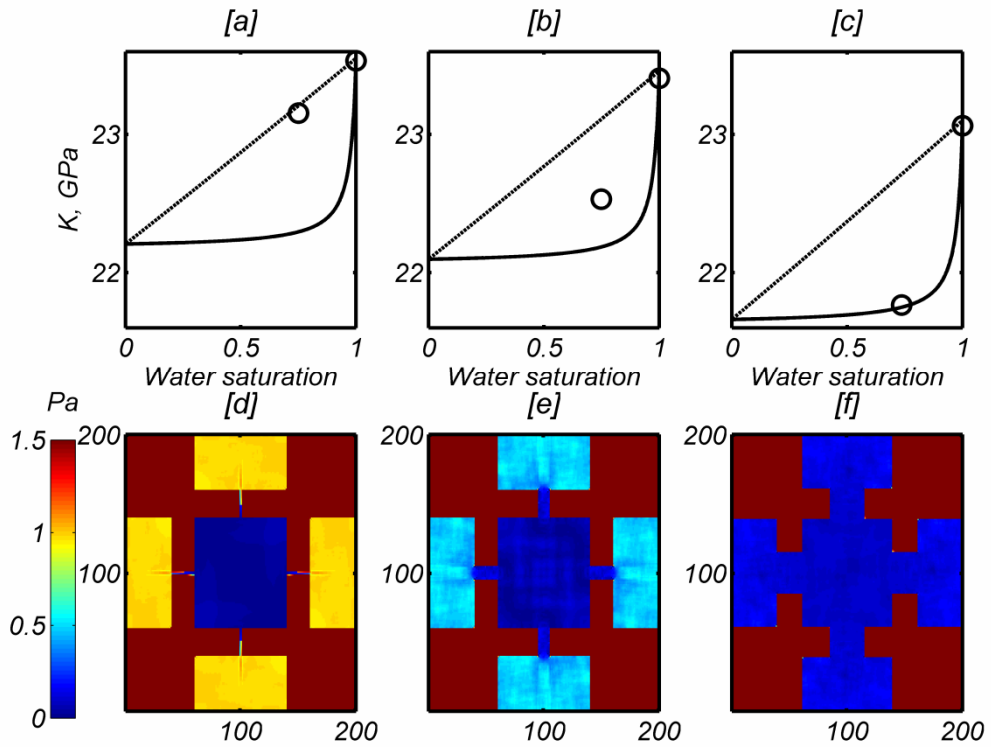 [a] [b] [c]
K, GPa
23 23
22 22
0 0.5 1 0 0.5 1 0 0.5 1
Water saturation Water saturation Water saturation
Pa [d] [e] [f]
1.5 200 200 200
1 100 100 100
0.5
0
100 200 100 200 100 200